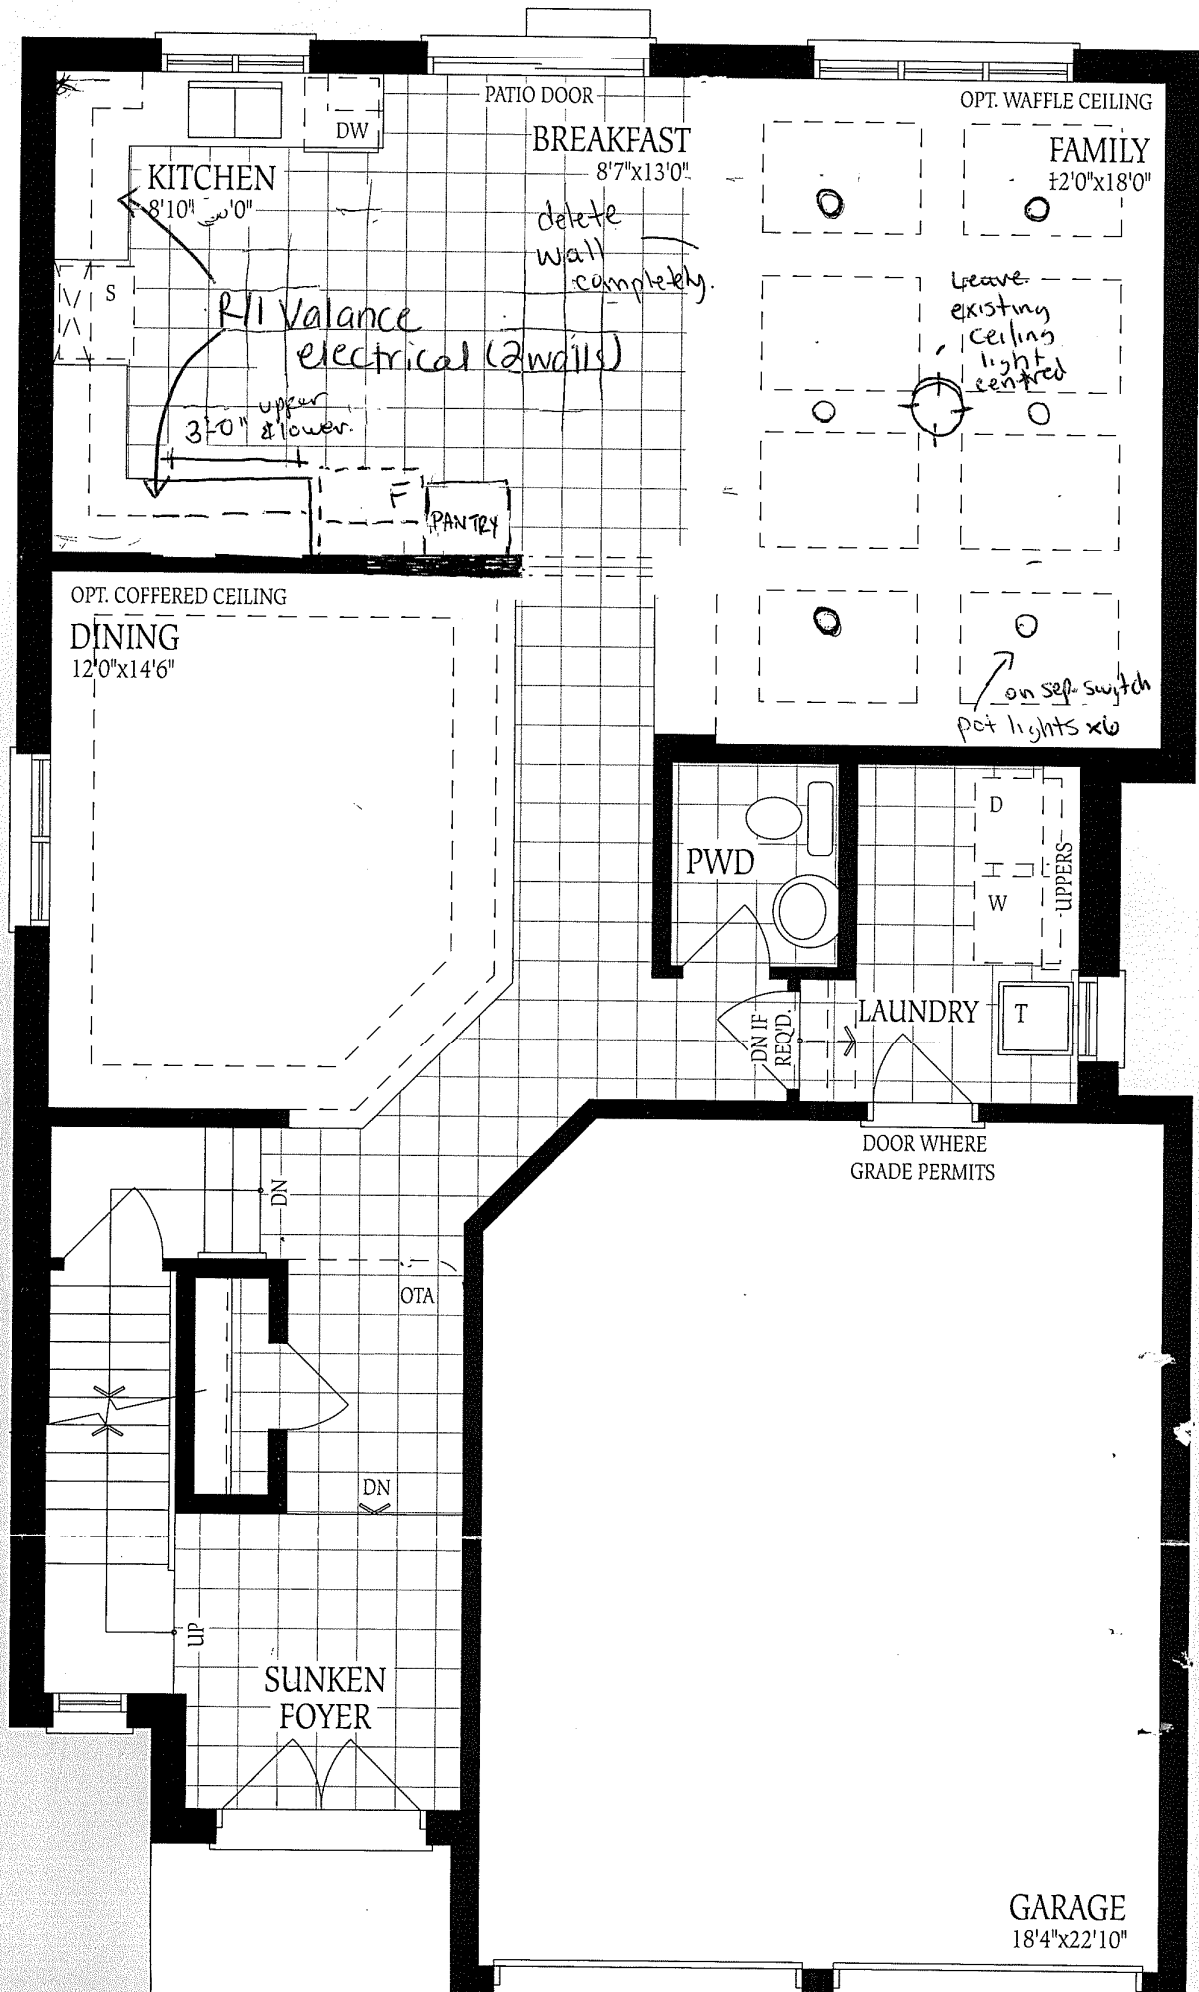 PATIO DOOR
OPT. WAFFLE CEILING
DW
BREAKFAST
8'7"x13'0"
FAMILY
12'0"x18'0"
KITCHEN
8'10"
delete
wall
completely.
S
Leave
existing
ceiling
light
centred
R/I Valance
electrical (2 walls)
upper
3'-0" & lower.
F
PANTRY
OPT. COFFERED CEILING
DINING
12'0"x14'6"
on sep. switch
pot lights x6
D
PWD
UPPERS
W
LAUNDRY
T
DN IF
REQ'D.
DOOR WHERE
GRADE PERMITS
DN
OTA
DN
UP
SUNKEN
FOYER
GARAGE
18'4"x22'10"